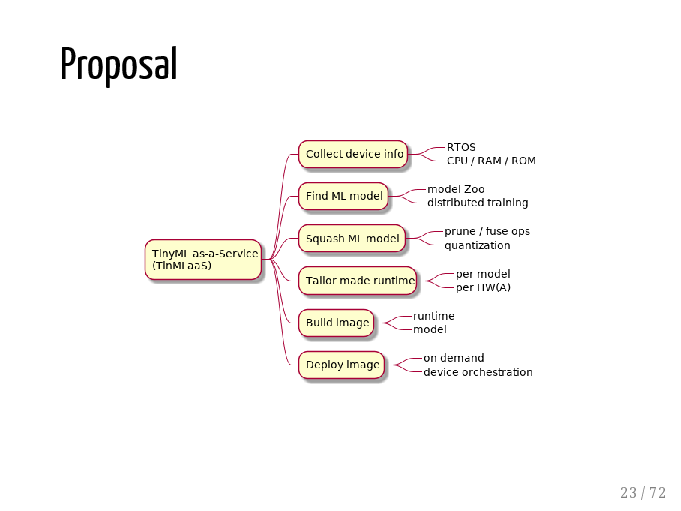 Proposal
Collect device info
RTOS
CPU / RAM / ROM
Find ML model
model Zoo
distributed training
Squash ML model
prune / fuse ops
quantization
TinyML as-a-Service
(TinMLaaS)
Tailor made runtime
per model
per HW(A)
Build image
runtime
model
Deploy image
on demand
device orchestration
23 / 72